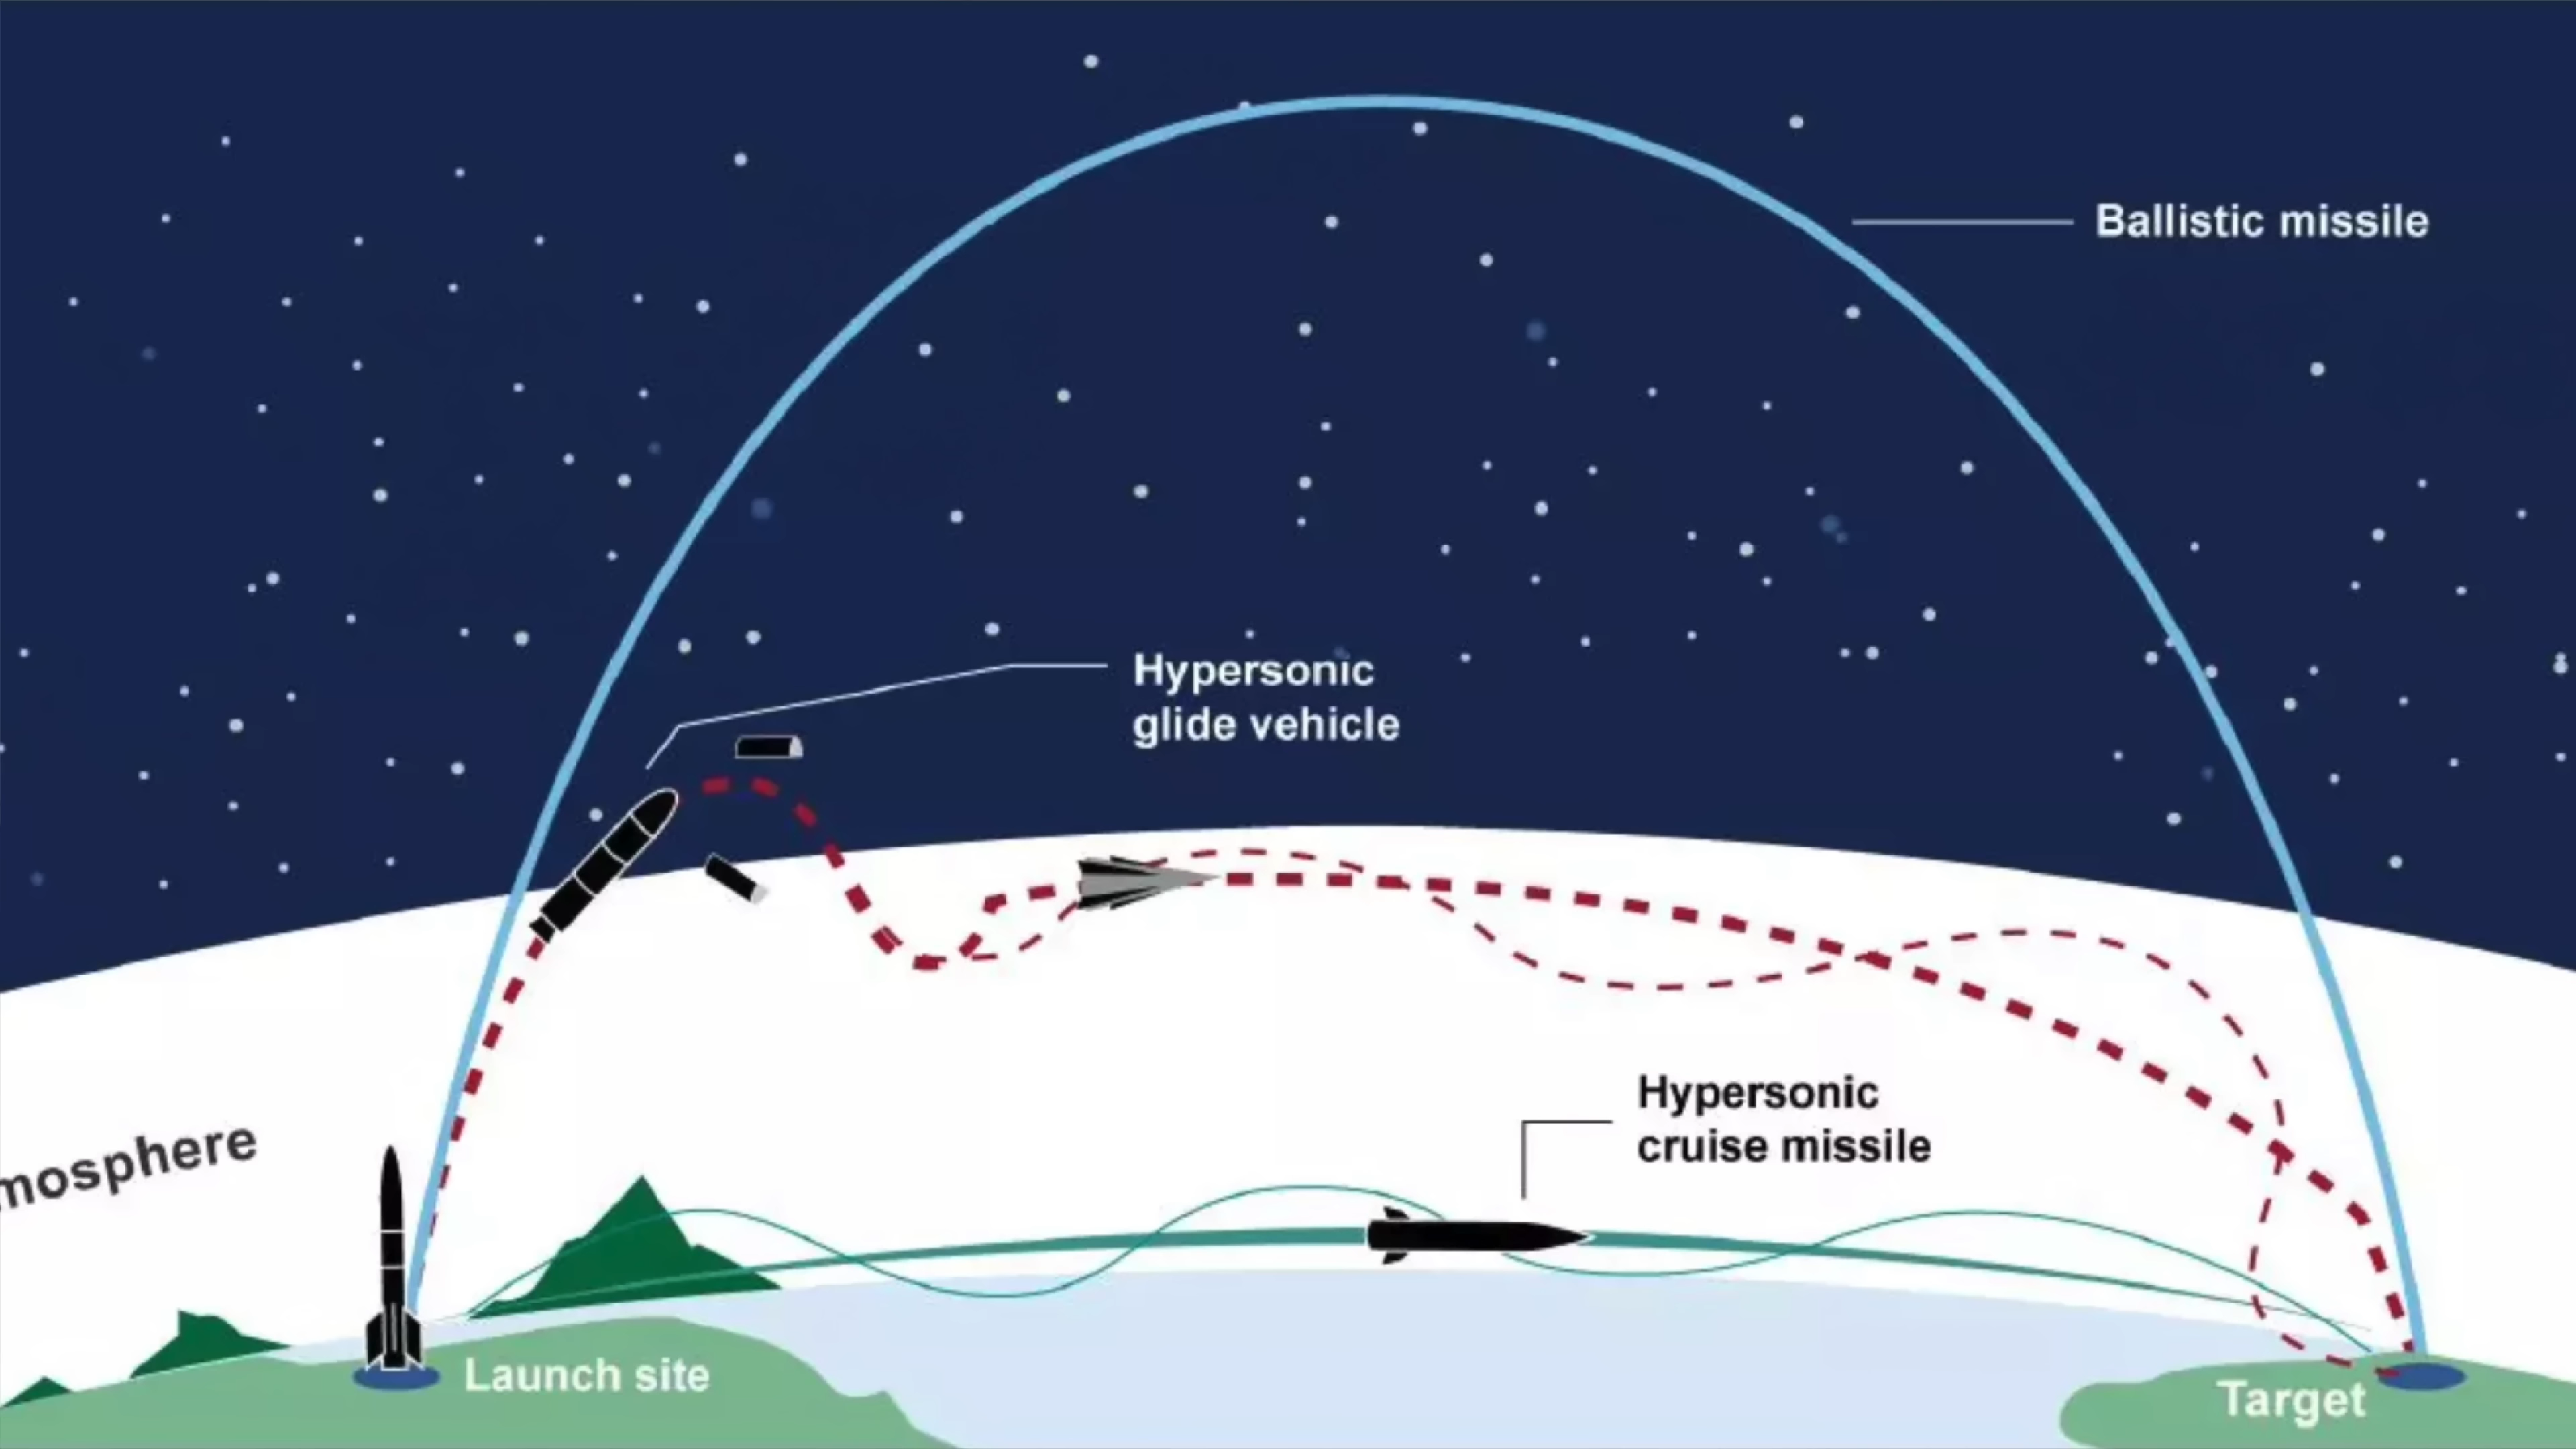 Ballistic missile
Hypersonic
glide vehicle
Hypersonic
cruise missile
mosphere
Launch site
Target